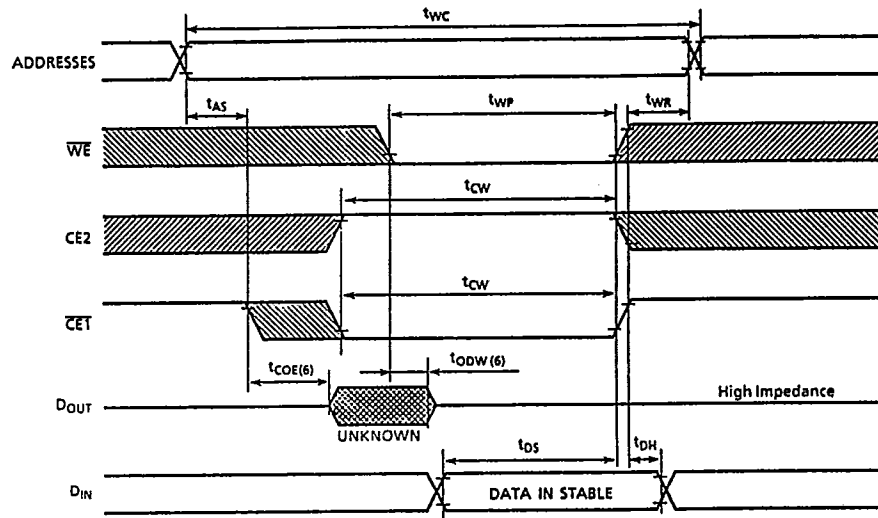 tWC
ADDRESSES
tAS
tWP
tWR
WE
tCW
CE2
tCW
CE1
tCOE(6)
tODW (6)
High Impedance
DOUT
UNKNOWN
tDS
tDH
DIN
DATA IN STABLE